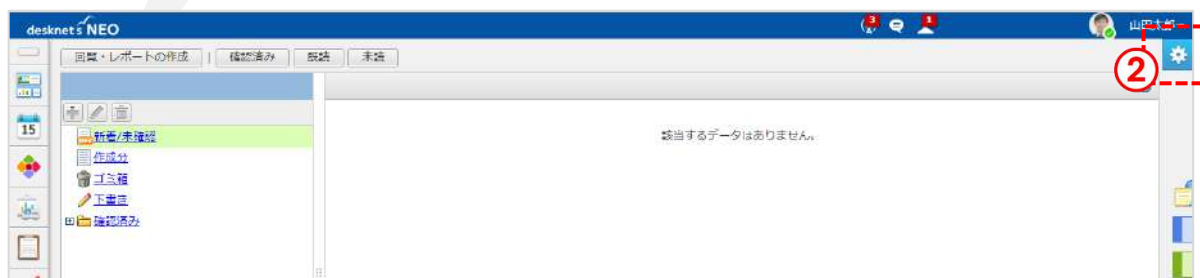 desknet's NEO
3
1
山田太郎
回覧・レポートの作成 | 確認済み 既読 未読
②
15
新着/未確認
作成分
ゴミ箱
下書き
確認済み
該当するデータはありません。